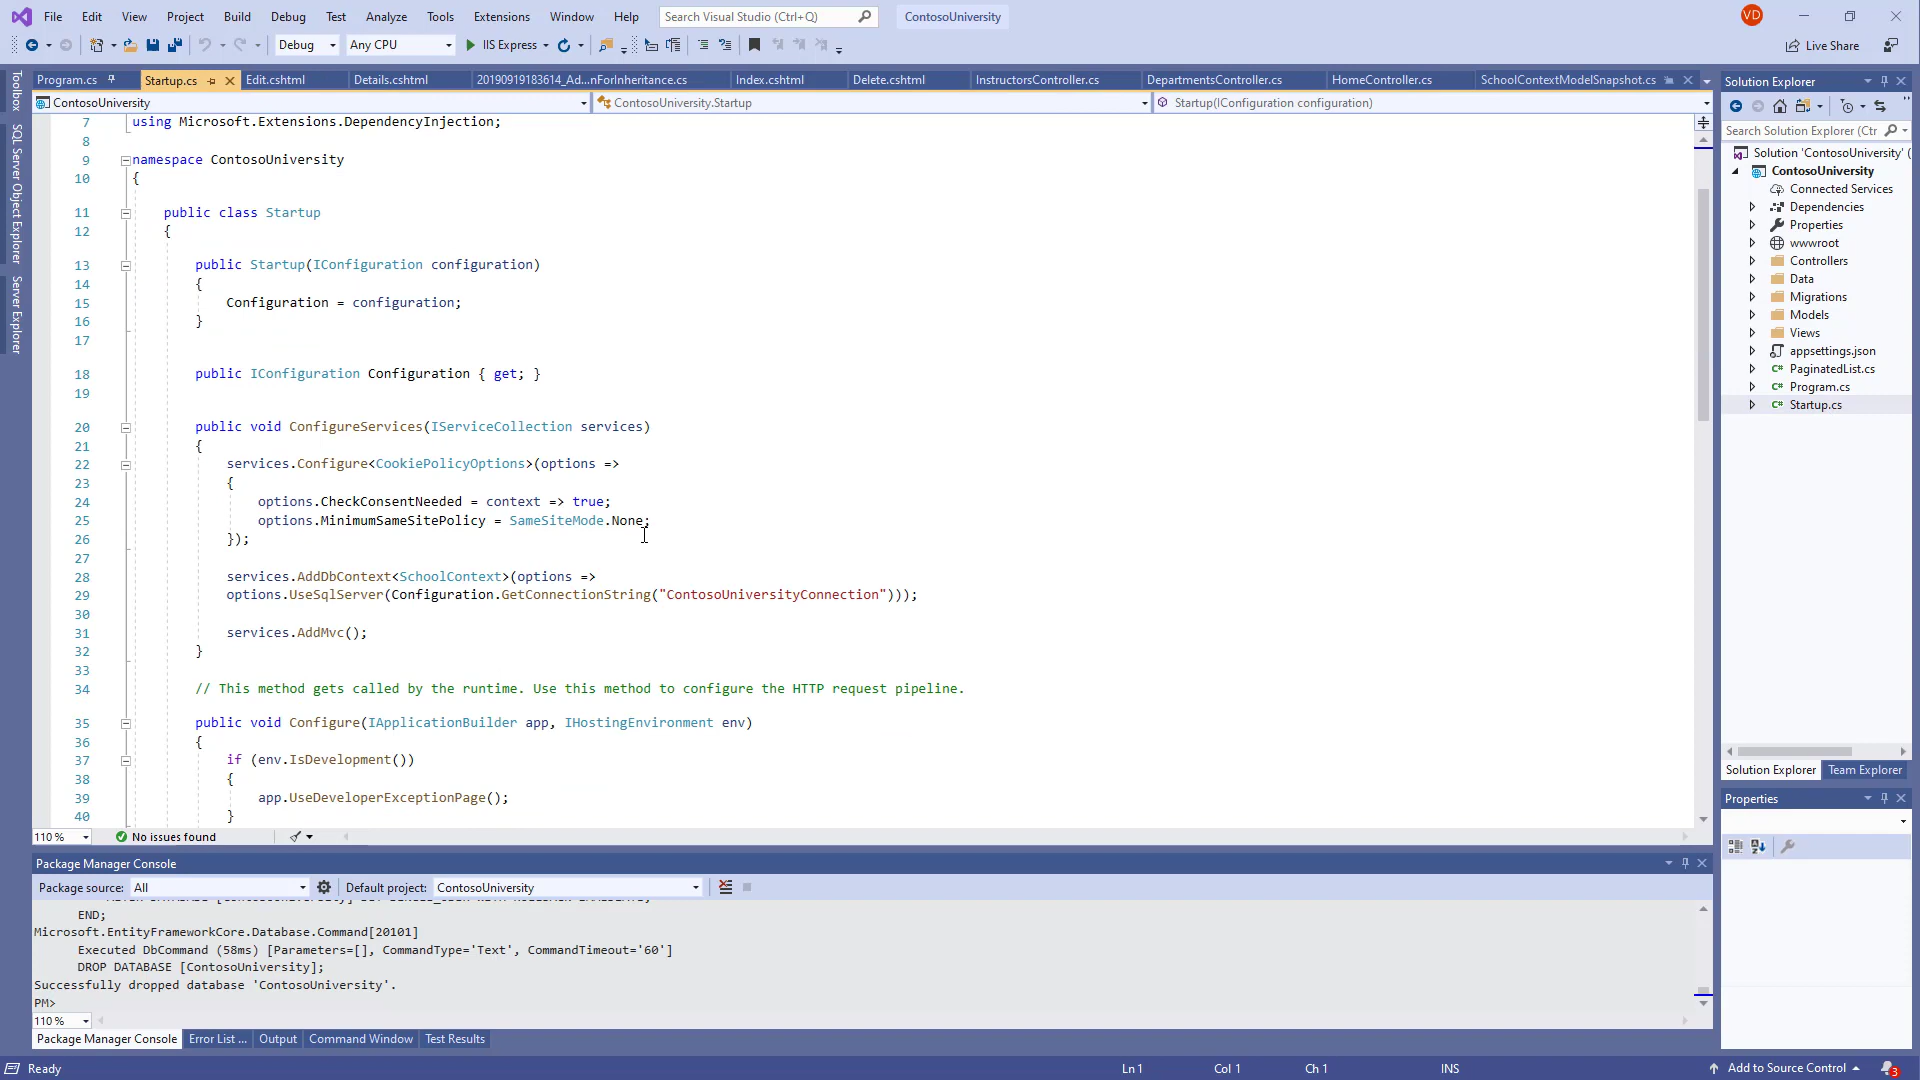 File Edit View Project Build Debug Test Analyze Tools Extensions Window Help Search Visual Studio (Ctrl+Q) ContosoUniversity VD
Debug Any CPU IIS Express Live Share
Program.cs Startup.cs Edit.cshtml Details.cshtml 20190919183614_Ad...nForInheritance.cs Index.cshtml Delete.cshtml InstructorsController.cs DepartmentsController.cs HomeController.cs SchoolContextModelSnapshot.cs
ContosoUniversity ContosoUniversity.Startup Startup(IConfiguration configuration)
Toolbox
SQL Server Object Explorer
Server Explorer
7 using Microsoft.Extensions.DependencyInjection;
8
9 namespace ContosoUniversity
10 {
11 public class Startup
12 {
13 public Startup(IConfiguration configuration)
14 {
15 Configuration = configuration;
16 }
17
18 public IConfiguration Configuration { get; }
19
20 public void ConfigureServices(IServiceCollection services)
21 {
22 services.Configure<CookiePolicyOptions>(options =>
23 {
24 options.CheckConsentNeeded = context => true;
25 options.MinimumSameSitePolicy = SameSiteMode.None;
26 });
27
28 services.AddDbContext<SchoolContext>(options =>
29 options.UseSqlServer(Configuration.GetConnectionString("ContosoUniversityConnection")));
30
31 services.AddMvc();
32 }
33
34 // This method gets called by the runtime. Use this method to configure the HTTP request pipeline.
35 public void Configure(IApplicationBuilder app, IHostingEnvironment env)
36 {
37 if (env.IsDevelopment())
38 {
39 app.UseDeveloperExceptionPage();
40 }
110 % No issues found
Package Manager Console
Package source: All Default project: ContosoUniversity
END;
Microsoft.EntityFrameworkCore.Database.Command[20101]
Executed DbCommand (58ms) [Parameters=[], CommandType='Text', CommandTimeout='60']
DROP DATABASE [ContosoUniversity];
Successfully dropped database 'ContosoUniversity'.
PM>
110 %
Package Manager Console Error List ... Output Command Window Test Results
Solution Explorer
Search Solution Explorer (Ctr
Solution 'ContosoUniversity' (
ContosoUniversity
Connected Services
Dependencies
Properties
wwwroot
Controllers
Data
Migrations
Models
Views
appsettings.json
PaginatedList.cs
Program.cs
Startup.cs
Solution Explorer Team Explorer
Properties
Ready Ln 1 Col 1 Ch 1 INS Add to Source Control 3